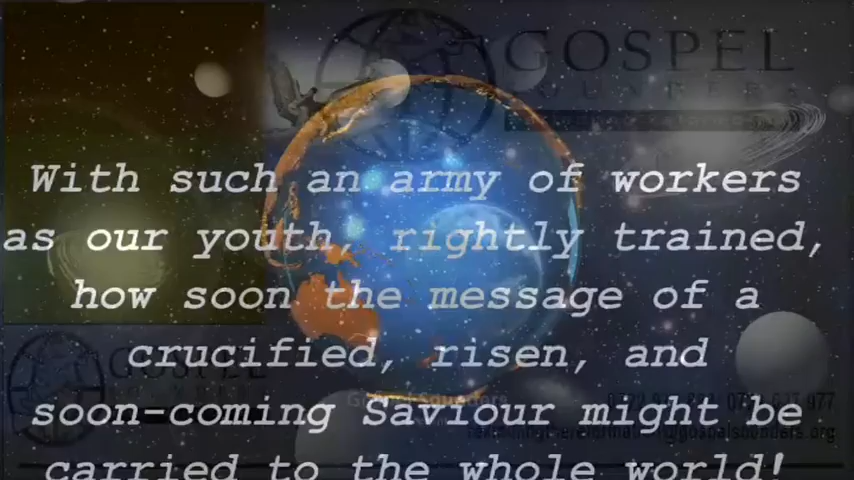 GOSPEL
With such an army of workers
as our youth, rightly trained,
how soon the message of a
crucified, risen, and
GOSPEL
soon-coming Saviour might be
carried to the whole world!